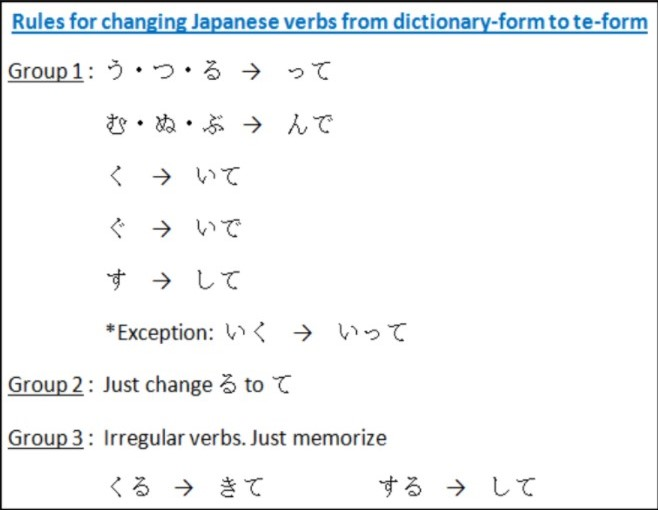 Rules for changing Japanese verbs from dictionary-form to te-form
Group 1 : う・つ・る → って
む・ぬ・ぶ → んで
く → いて
ぐ → いで
す → して
*Exception: いく → いって
Group 2 : Just change る to て
Group 3 : Irregular verbs. Just memorize
くる → きて する → して